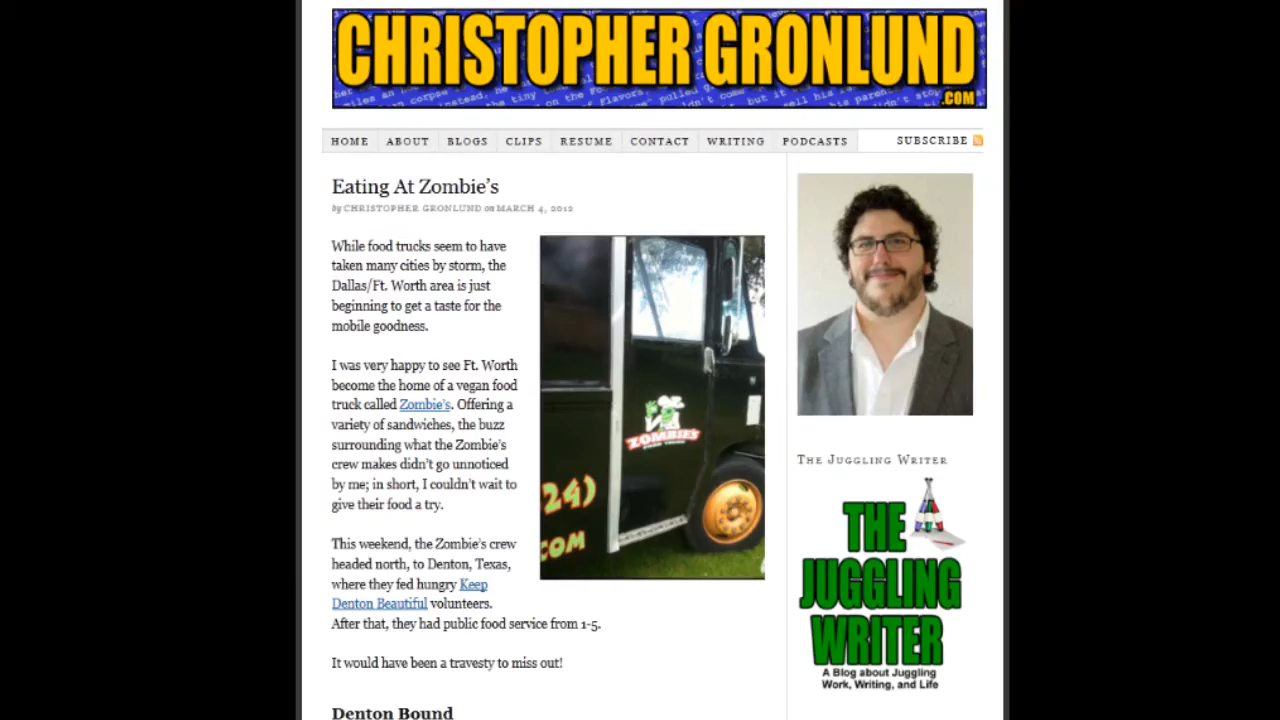 CHRISTOPHER GRONLUND
.COM
HOME ABOUT BLOGS CLIPS RESUME CONTACT WRITING PODCASTS SUBSCRIBE
Eating At Zombie's
by CHRISTOPHER GRONLUND on MARCH 4, 2012
While food trucks seem to have
taken many cities by storm, the
Dallas/Ft. Worth area is just
beginning to get a taste for the
mobile goodness.
I was very happy to see Ft. Worth
become the home of a vegan food
truck called Zombie's. Offering a
variety of sandwiches, the buzz
surrounding what the Zombie's
crew makes didn't go unnoticed
by me; in short, I couldn't wait to
give their food a try.
This weekend, the Zombie's crew
headed north, to Denton, Texas,
where they fed hungry Keep
Denton Beautiful volunteers.
After that, they had public food service from 1-5.
It would have been a travesty to miss out!
Denton Bound
ZOMBIE'S
24)
COM
THE JUGGLING WRITER
THE
JUGGLING
WRITER
A Blog about Juggling
Work, Writing, and Life